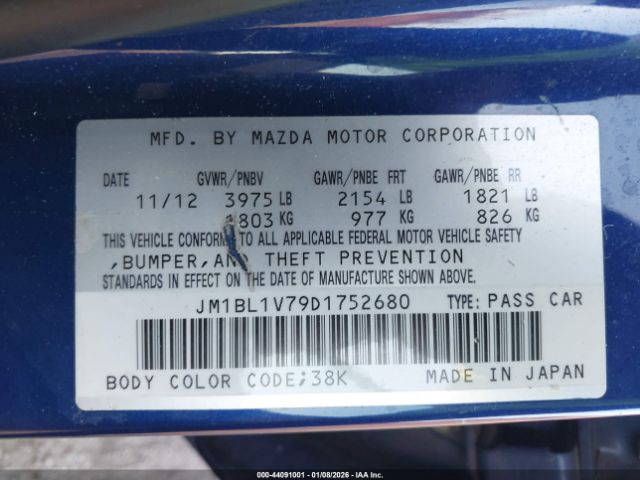 MFD. BY MAZDA MOTOR CORPORATION
DATE GVWR/PNBV GAWR/PNBE FRT GAWR/PNBE RR
11/12 3975 LB 2154 LB 1821 LB
1803 KG 977 KG 826 KG
THIS VEHICLE CONFORMS TO ALL APPLICABLE FEDERAL MOTOR VEHICLE SAFETY
,BUMPER,AND THEFT PREVENTION
STANDARDS IN EFFECT ON THE DATE OF MANUFACTURE SHOWN ABOVE.
JM1BL1V79D1752680 TYPE: PASS CAR
BODY COLOR CODE;38K MADE IN JAPAN
000-44091001 | 01/08/2026 - IAA Corp.